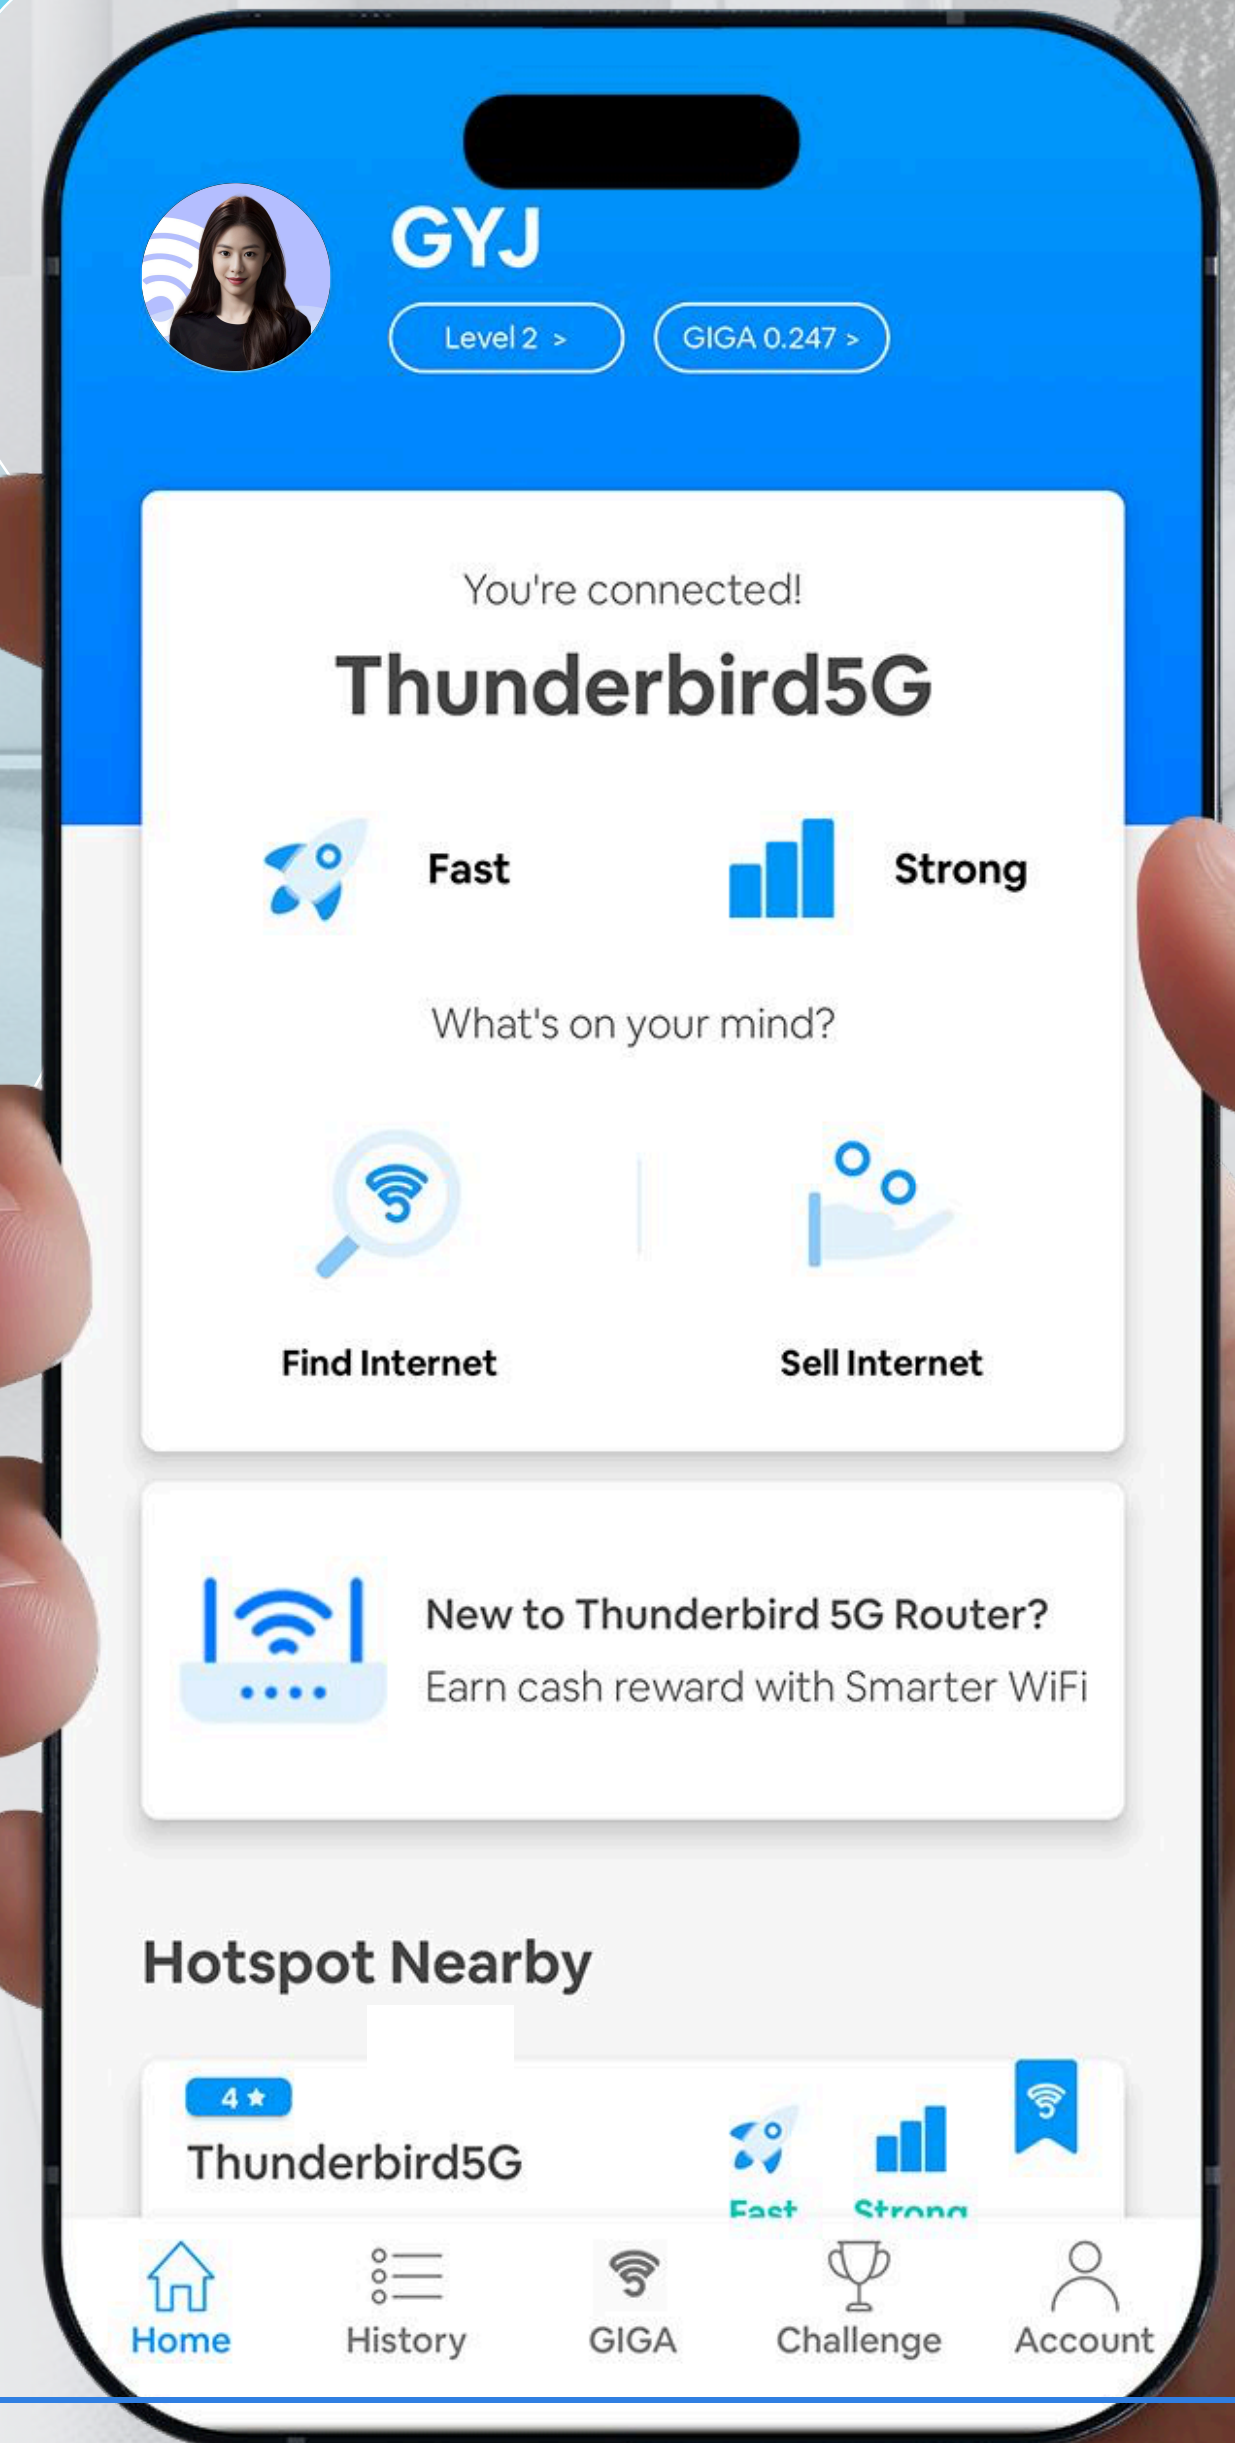 GYJ
Level 2 >
GIGA 0.247 >
You're connected!
Thunderbird5G
Fast
Strong
What's on your mind?
Find Internet
Sell Internet
New to Thunderbird 5G Router?
Earn cash reward with Smarter WiFi
Hotspot Nearby
4 ★
Thunderbird5G
Fast
Strong
Home
History
GIGA
Challenge
Account